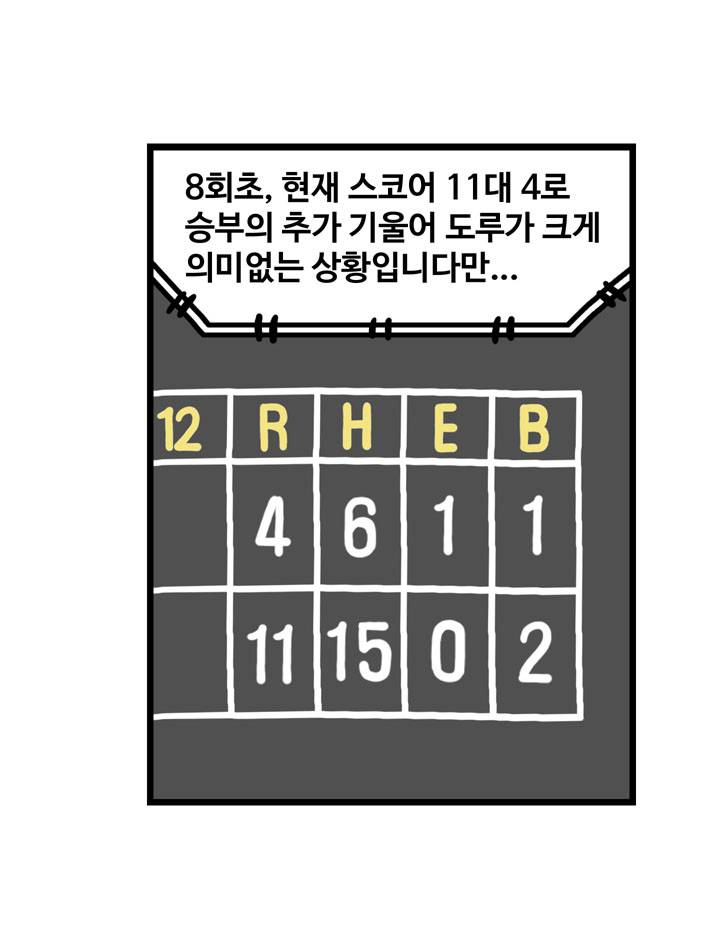 8회초, 현재 스코어 11대 4로
승부의 추가 기울어 도루가 크게
의미없는 상황입니다만...
12 R H E B
4 6 1 1
11 15 0 2